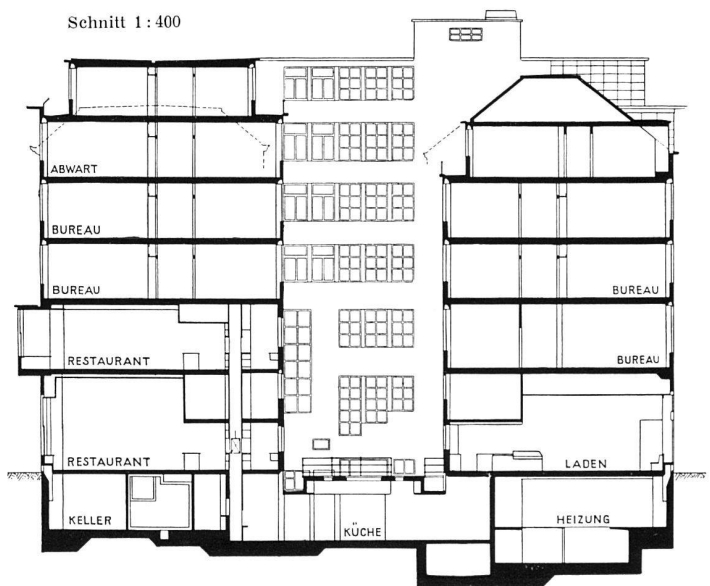 Schnitt 1 : 400
ABWART
BUREAU
BUREAU
BUREAU
RESTAURANT
BUREAU
RESTAURANT
LADEN
KELLER
KÜCHE
HEIZUNG